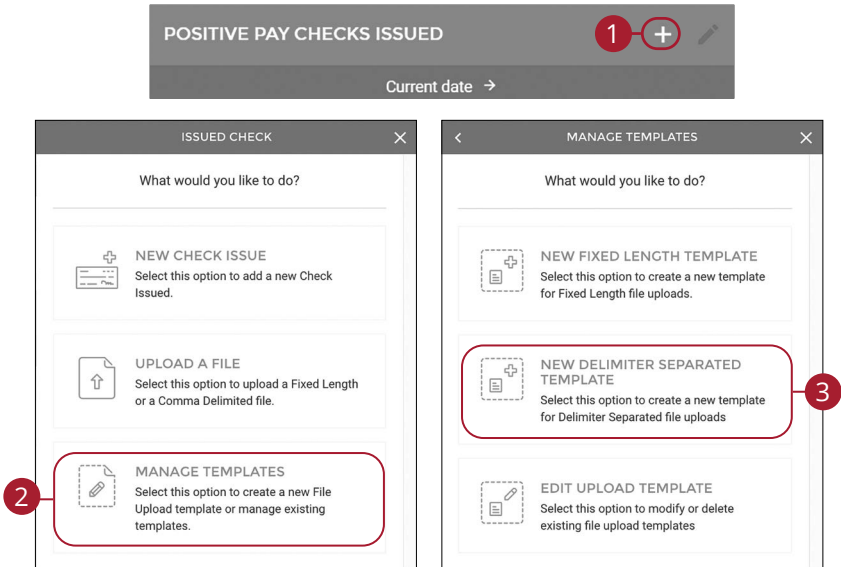 POSITIVE PAY CHECKS ISSUED
1
Current date →
ISSUED CHECK
What would you like to do?
NEW CHECK ISSUE
Select this option to add a new Check
Issued.
UPLOAD A FILE
Select this option to upload a Fixed Length
or a Comma Delimited file.
2
MANAGE TEMPLATES
Select this option to create a new File
Upload template or manage existing
templates.
MANAGE TEMPLATES
What would you like to do?
NEW FIXED LENGTH TEMPLATE
Select this option to create a new template
for Fixed Length file uploads.
NEW DELIMITER SEPARATED
TEMPLATE
Select this option to create a new template
for Delimiter Separated file uploads
3
EDIT UPLOAD TEMPLATE
Select this option to modify or delete
existing file upload templates